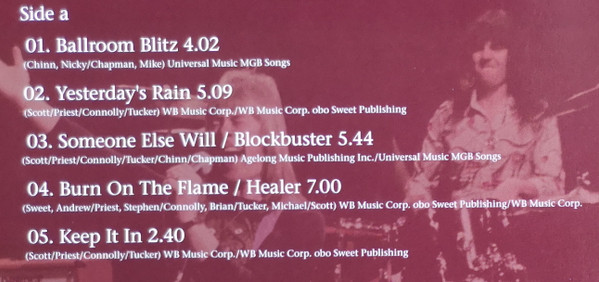 Side a
01. Ballroom Blitz 4.02
(Chinn, Nicky/Chapman, Mike) Universal Music MGB Songs
02. Yesterday's Rain 5.09
(Scott/Priest/Connolly/Tucker) WB Music Corp./WB Music Corp. obo Sweet Publishing
03. Someone Else Will / Blockbuster 5.44
(Scott/Priest/Connolly/Tucker/Chinn/Chapman) Agelong Music Publishing Inc./Universal Music MGB Songs
04. Burn On The Flame / Healer 7.00
(Sweet, Andrew/Priest, Stephen/Connolly, Brian/Tucker, Michael/Scott) WB Music Corp. obo Sweet Publishing/WB Music Corp.
05. Keep It In 2.40
(Scott/Priest/Connolly/Tucker) WB Music Corp./WB Music Corp. obo Sweet Publishing